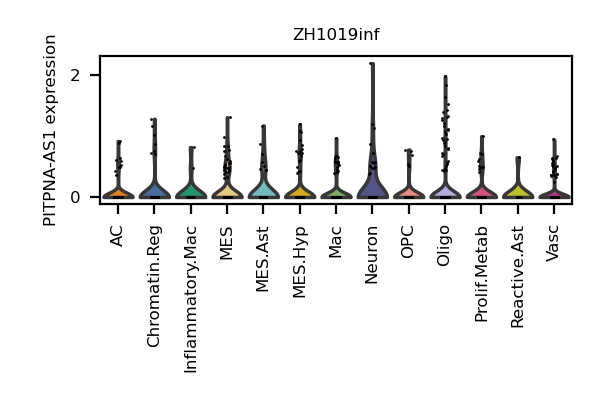 ZH1019inf
PITPNA-AS1 expression
2
0
AC
Chromatin.Reg
Inflammatory.Mac
MES
MES.Ast
MES.Hyp
Mac
Neuron
OPC
Oligo
Prolif.Metab
Reactive.Ast
Vasc